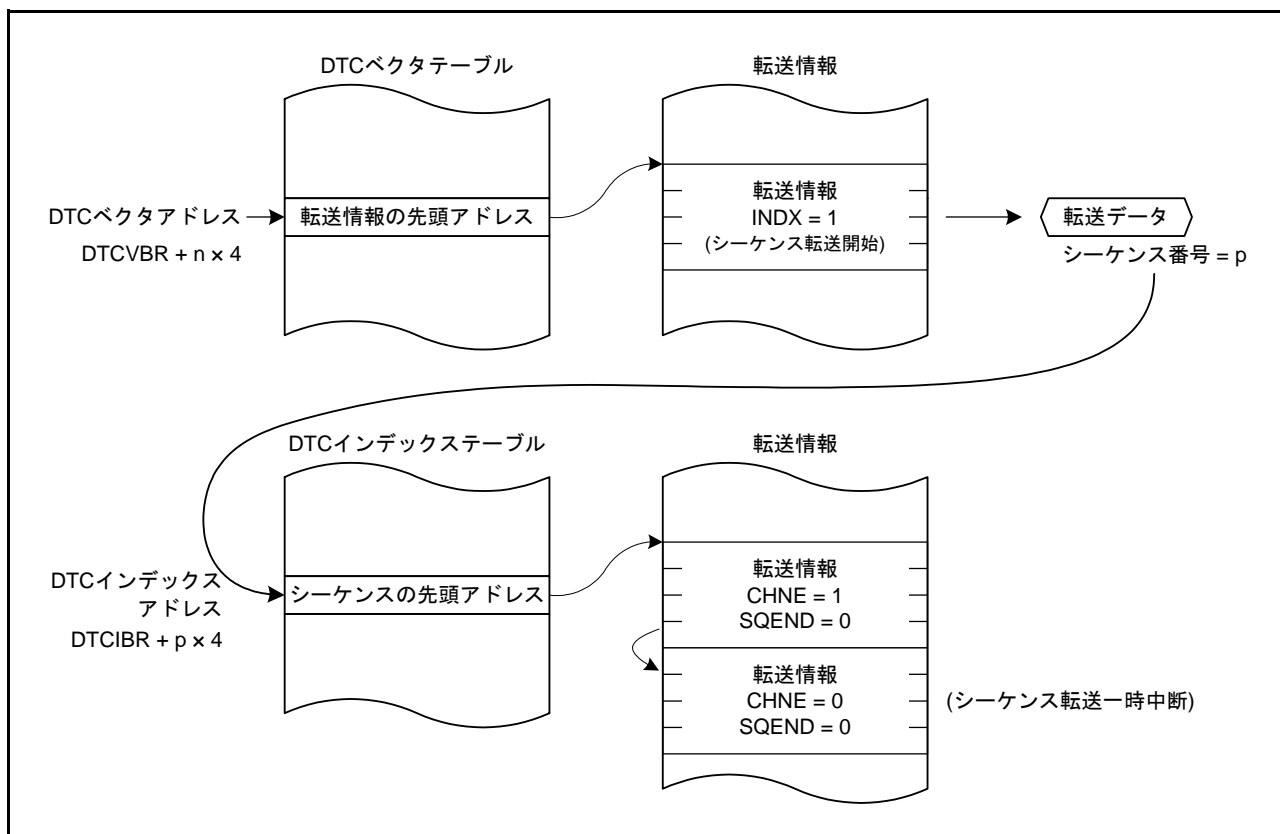 DTCベクタテーブル
転送情報
DTCベクタアドレス
DTCVBR + n × 4
転送情報の先頭アドレス
転送情報
INDX = 1
(シーケンス転送開始)
転送データ
シーケンス番号 = p
DTCインデックステーブル
転送情報
DTCインデックス
アドレス
DTCIBR + p × 4
シーケンスの先頭アドレス
転送情報
CHNE = 1
SQEND = 0
転送情報
CHNE = 0
SQEND = 0
(シーケンス転送一時中断)